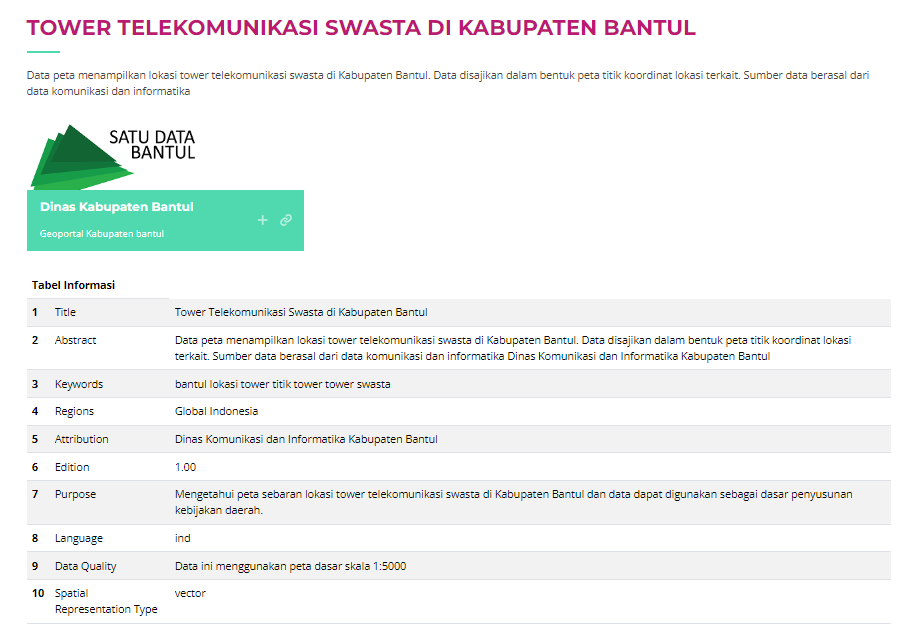 TOWER TELEKOMUNIKASI SWASTA DI KABUPATEN BANTUL
Data peta menampilkan lokasi tower telekomunikasi swasta di Kabupaten Bantul. Data disajikan dalam bentuk peta titik koordinat lokasi terkait. Sumber data berasal dari
data komunikasi dan informatika
SATU DATA
BANTUL
Dinas Kabupaten Bantul
Geoportal Kabupaten bantul
Tabel Informasi
1 Title Tower Telekomunikasi Swasta di Kabupaten Bantul
2 Abstract Data peta menampilkan lokasi tower telekomunikasi swasta di Kabupaten Bantul. Data disajikan dalam bentuk peta titik koordinat lokasi
terkait. Sumber data berasal dari data komunikasi dan informatika Dinas Komunikasi dan Informatika Kabupaten Bantul
3 Keywords bantul lokasi tower titik tower tower swasta
4 Regions Global Indonesia
5 Attribution Dinas Komunikasi dan Informatika Kabupaten Bantul
6 Edition 1.00
7 Purpose Mengetahui peta sebaran lokasi tower telekomunikasi swasta di Kabupaten Bantul dan data dapat digunakan sebagai dasar penyusunan
kebijakan daerah.
8 Language ind
9 Data Quality Data ini menggunakan peta dasar skala 1:5000
10 Spatial vector
Representation Type